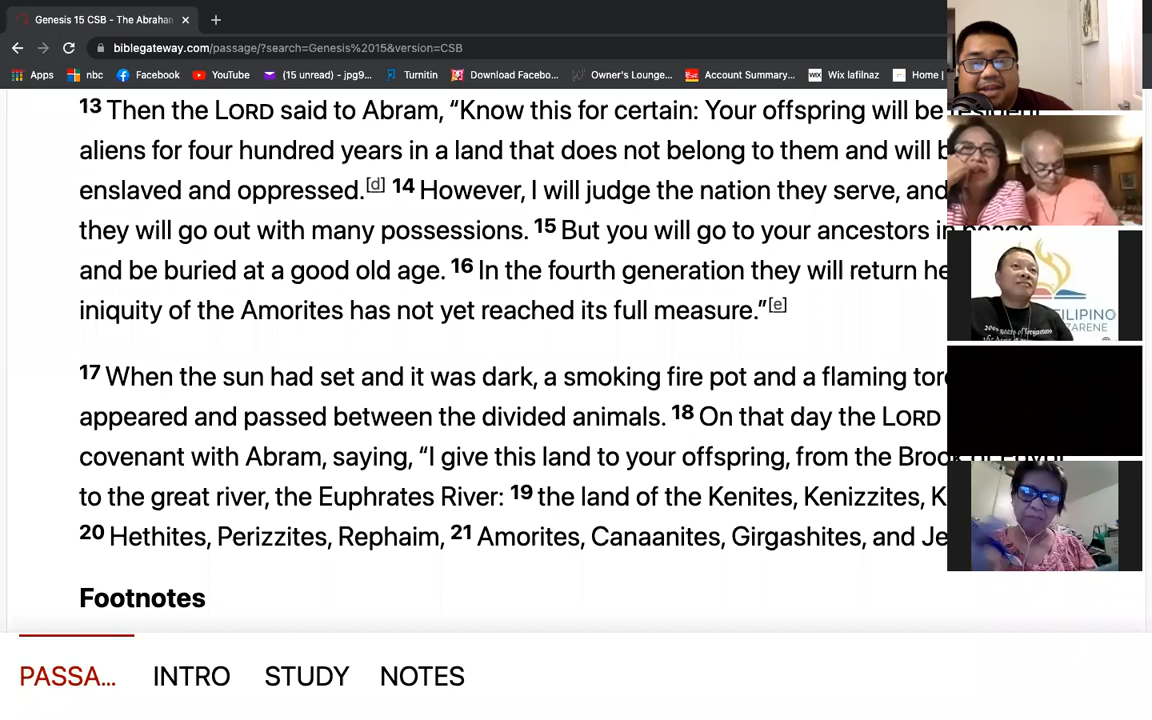 Genesis 15 CSB - The Abrahan
biblegateway.com/passage/?search=Genesis%2015&version=CSB
Apps nbc Facebook YouTube (15 unread) - jpg9... Turnitin Download Facebo... Owner's Lounge... Account Summary... WIX Wix lafilnaz Home |
13 Then the LORD said to Abram, “Know this for certain: Your offspring will be resident
aliens for four hundred years in a land that does not belong to them and will b
enslaved and oppressed.[d] 14 However, I will judge the nation they serve, and
they will go out with many possessions. 15 But you will go to your ancestors in peace
and be buried at a good old age. 16 In the fourth generation they will return he
iniquity of the Amorites has not yet reached its full measure.”[e]
17 When the sun had set and it was dark, a smoking fire pot and a flaming tor
appeared and passed between the divided animals. 18 On that day the LORD
covenant with Abram, saying, “I give this land to your offspring, from the Brook of Egypt
to the great river, the Euphrates River: 19 the land of the Kenites, Kenizzites, K
20 Hethites, Perizzites, Rephaim, 21 Amorites, Canaanites, Girgashites, and Je
Footnotes
PASSA... INTRO STUDY NOTES
FILIPINO
ZARENE